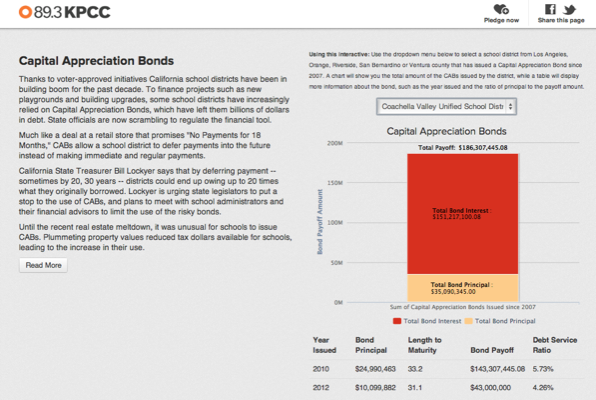 89.3 KPCC
Pledge now
Share this page
Capital Appreciation Bonds
Thanks to voter-approved initiatives California school districts have been in
building boom for the past decade. To finance projects such as new
playgrounds and building upgrades, some school districts have increasingly
relied on Capital Appreciation Bonds, which have left them billions of dollars
in debt. State officials are now scrambling to regulate the financial tool.
Much like a deal at a retail store that promises "No Payments for 18
Months," CABs allow a school district to defer payments into the future
instead of making immediate and regular payments.
California State Treasurer Bill Lockyer says that by deferring payment --
sometimes by 20, 30 years -- districts could end up owing up to 20 times
what they originally borrowed. Lockyer is urging state legislators to put a
stop to the use of CABs, and plans to meet with school administrators and
their financial advisors to limit the use of the risky bonds.
Until the recent real estate meltdown, it was unusual for schools to issue
CABs. Plummeting property values reduced tax dollars available for schools,
leading to the increase in their use.
Read More
Using this interactive: Use the dropdown menu below to select a school district from Los Angeles,
Orange, Riverside, San Bernardino or Ventura county that has issued a Capital Appreciation Bond since
2007. A chart will show you the total amount of the CABs issued by the district, while a table will display
more information about the bond, such as the year issued and the ratio of principal to the payoff amount.
Coachella Valley Unified School Distr
Capital Appreciation Bonds
200M
Total Payoff: $186,307,445.08
150M
100M
50M
0M
Bond Payoff Amount
Total Bond Interest :
$151,217,100.08
Total Bond Principal :
$35,090,345.00
Sum of Capital Appreciation Bonds Issued since 2007
Total Bond Interest Total Bond Principal
Year Issued Bond Principal Length to Maturity Bond Payoff Debt Service Ratio
2010 $24,990,463 33.2 $143,307,445.08 5.73%
2012 $10,099,882 31.1 $43,000,000 4.26%